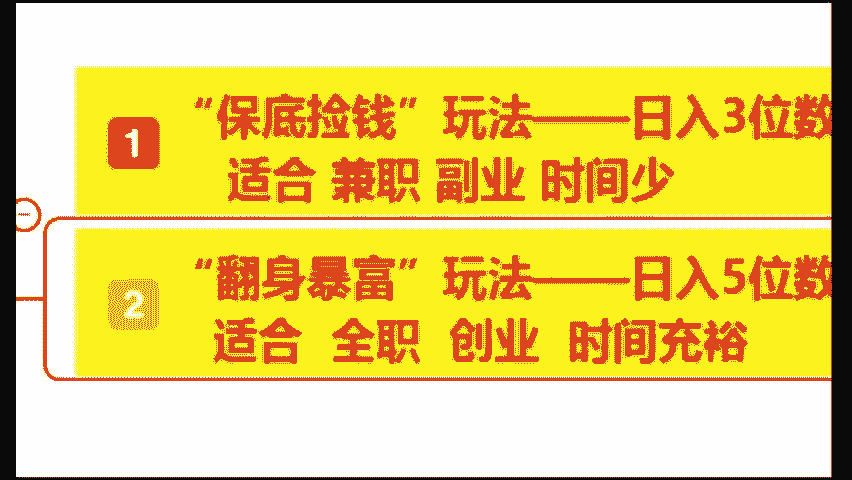 1
“保底捡钱” 玩法——日入3位数
适合 兼职 副业 时间少
2
“翻身暴富” 玩法——日入5位数
适合 全职 创业 时间充裕